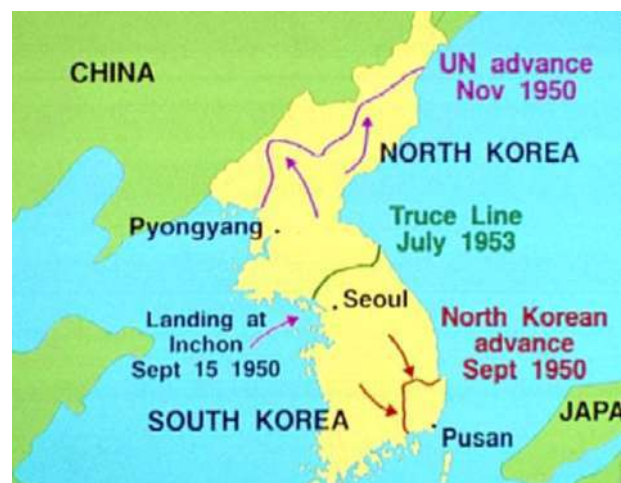 CHINA
UN advance
Nov 1950
NORTH KOREA
Pyongyang
Truce Line
July 1953
Seoul
Landing at
Inchon
Sept 15 1950
North Korean
advance
Sept 1950
SOUTH KOREA
JAPA
Pusan